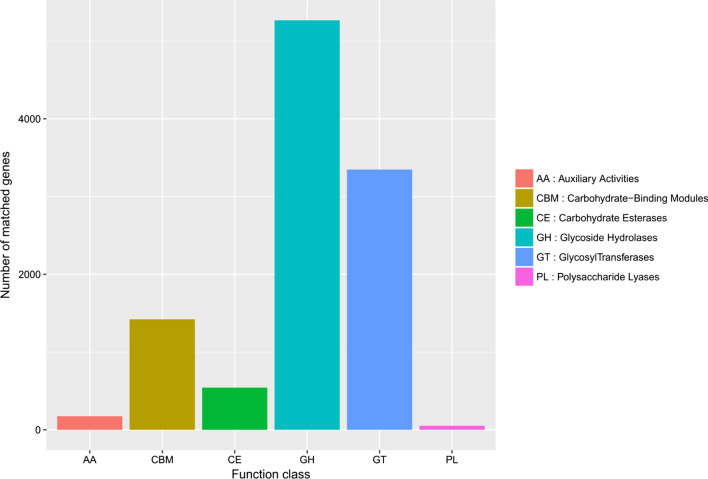 Number of matched genes
4000
2000
0
AA
CBM
CE
GH
GT
PL
Function class
AA : Auxiliary Activities
CBM : Carbohydrate−Binding Modules
CE : Carbohydrate Esterases
GH : Glycoside Hydrolases
GT : GlycosylTransferases
PL : Polysaccharide Lyases